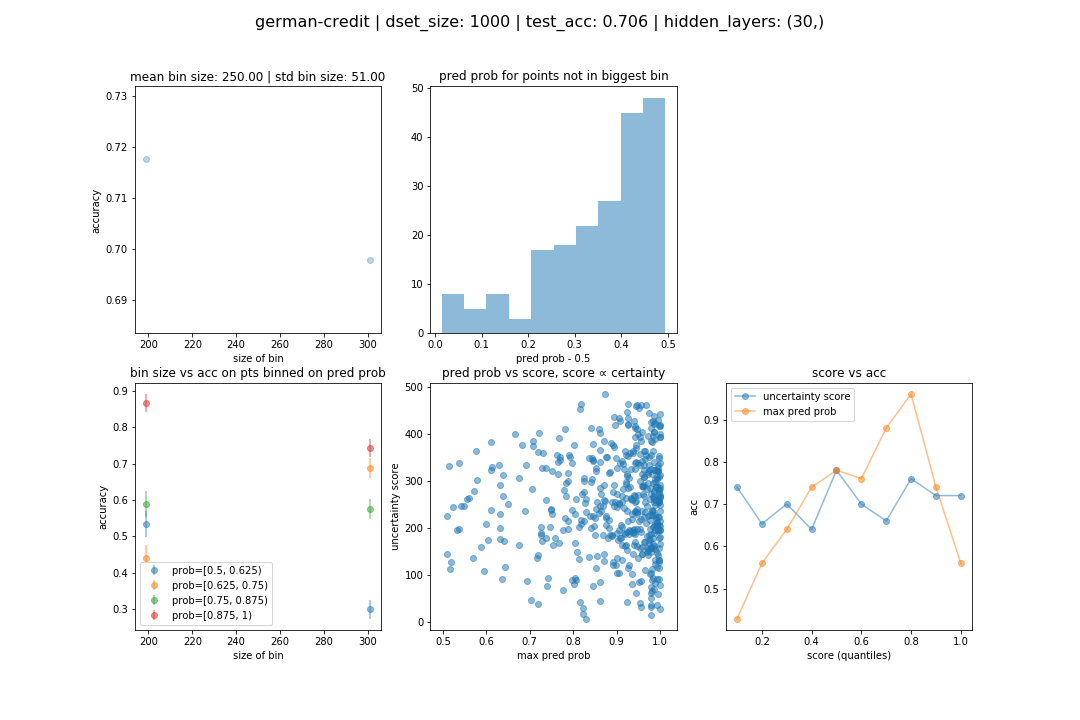 german-credit | dset_size: 1000 | test_acc: 0.706 | hidden_layers: (30,)
mean bin size: 250.00 | std bin size: 51.00
0.73
0.72
0.71
0.70
0.69
accuracy
200 220 240 260 280 300
size of bin
pred prob for points not in biggest bin
50
40
30
20
10
0
0.0 0.1 0.2 0.3 0.4 0.5
pred prob - 0.5
bin size vs acc on pts binned on pred prob
0.9
0.8
0.7
0.6
0.5
0.4
0.3
accuracy
prob=[0.5, 0.625)
prob=[0.625, 0.75)
prob=[0.75, 0.875)
prob=[0.875, 1)
200 220 240 260 280 300
size of bin
pred prob vs score, score ∝ certainty
500
400
300
200
100
0
uncertainty score
0.5 0.6 0.7 0.8 0.9 1.0
max pred prob
score vs acc
uncertainty score
max pred prob
0.9
0.8
0.7
0.6
0.5
acc
0.2 0.4 0.6 0.8 1.0
score (quantiles)